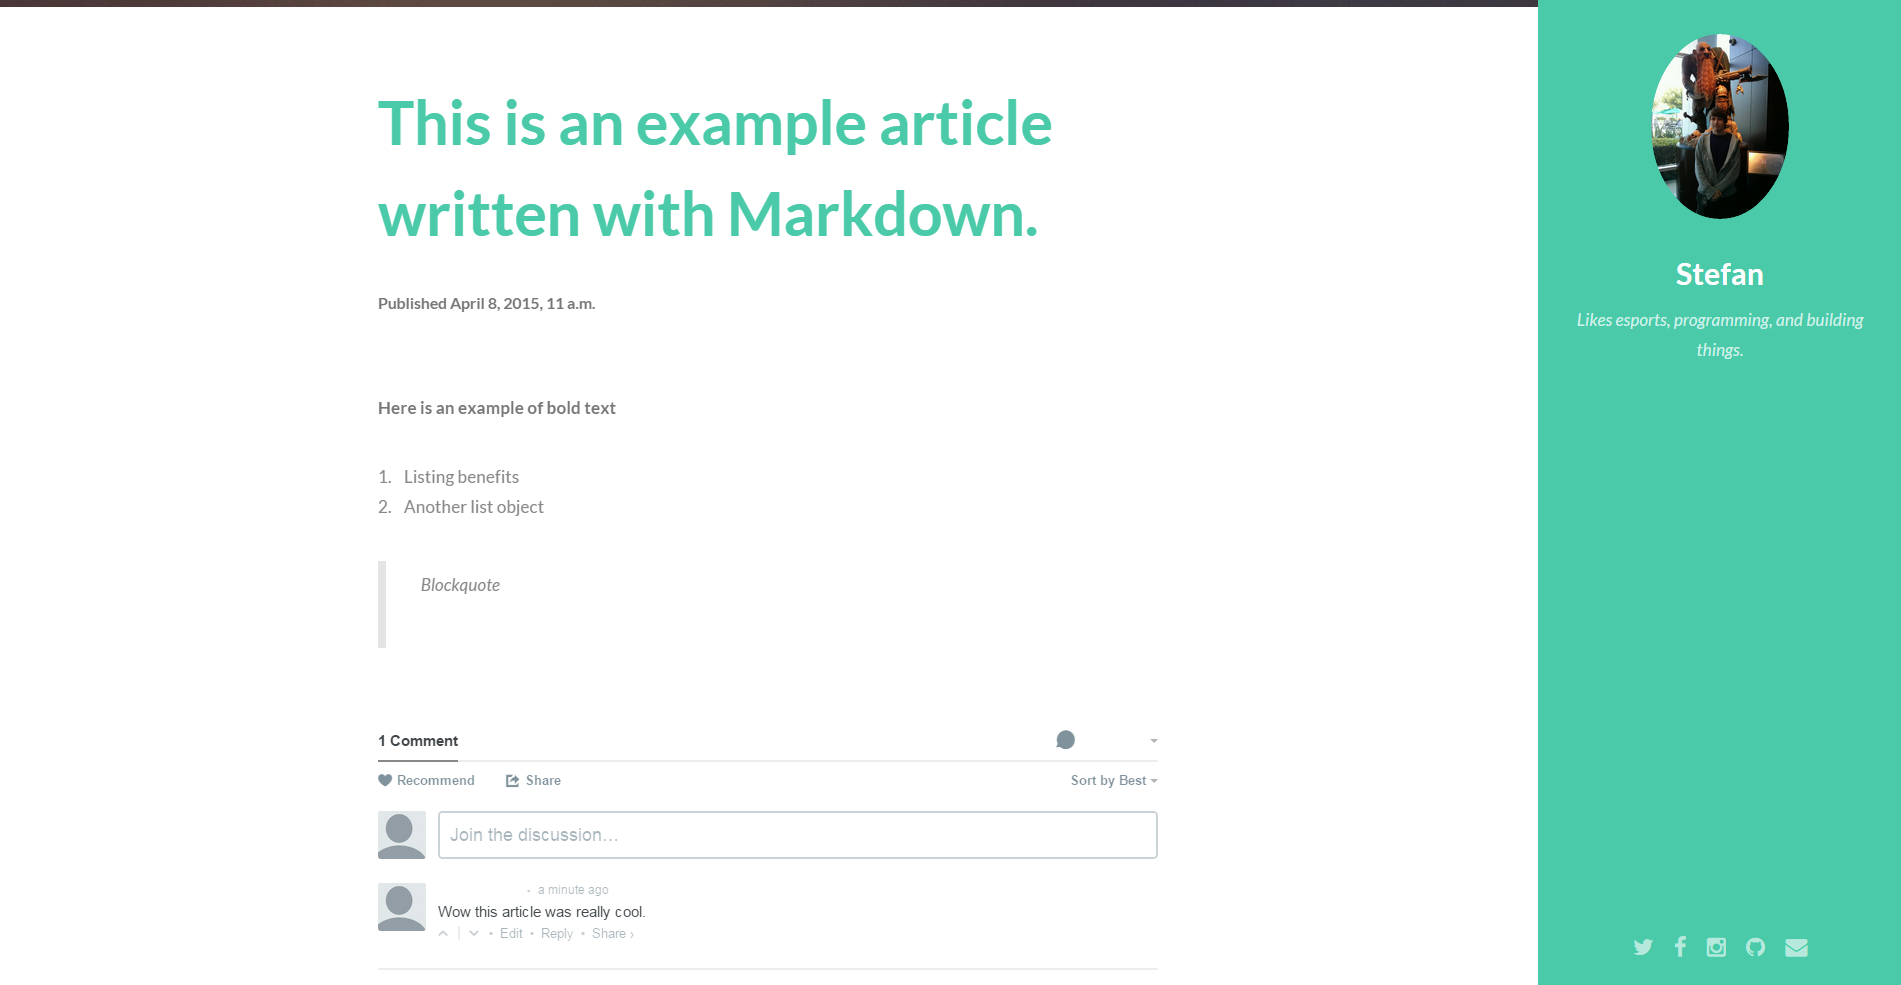 This is an example article
written with Markdown.
Published April 8, 2015, 11 a.m.
Here is an example of bold text
1. Listing benefits
2. Another list object
Blockquote
1 Comment
Recommend Share Sort by Best
Join the discussion...
• a minute ago
Wow this article was really cool.
• Edit • Reply • Share ›
Stefan
Likes esports, programming, and building
things.